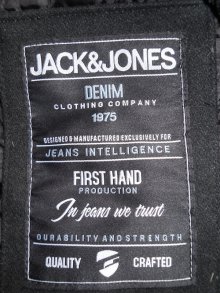 JACK&JONES
DENIM
CLOTHING COMPANY
1975
DESIGNED & MANUFACTURED EXCLUSIVELY FOR
JEANS INTELLIGENCE
FIRST HAND
PRODUCTION
In jeans we trust
DURABILITY AND STRENGTH
QUALITY CRAFTED